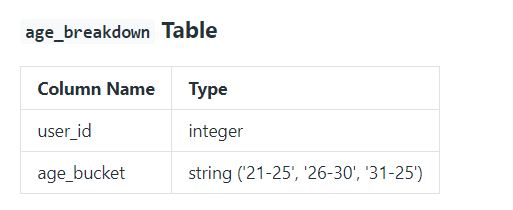 age_breakdown Table
Column Name Type
user_id integer
age_bucket string ('21-25', '26-30', '31-25')